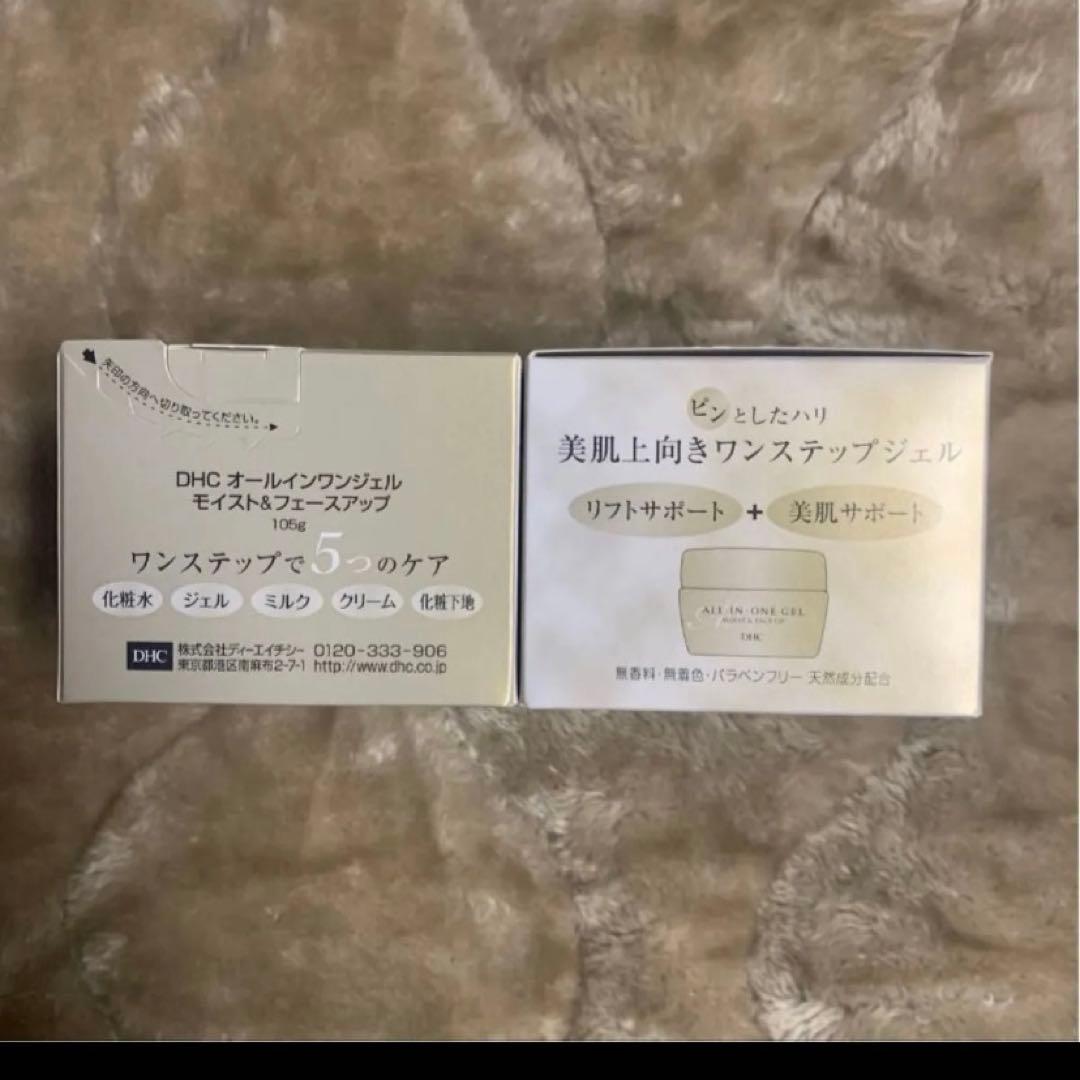 矢印の方向へ切り取ってください。
DHC オールインワンジェル
モイスト&フェースアップ
105g
ワンステップで5つのケア
化粧水 ジェル ミルク クリーム 化粧下地
DHC 株式会社ディーエイチシー 0120-333-906
東京都港区南麻布2-7-1 http://www.dhc.co.jp
ピンとしたハリ
美肌上向きワンステップジェル
リフトサポート + 美肌サポート
ALL-IN-ONE GEL
MOIST & FACE UP
DHC
無香料・無着色・パラベンフリー 天然成分配合